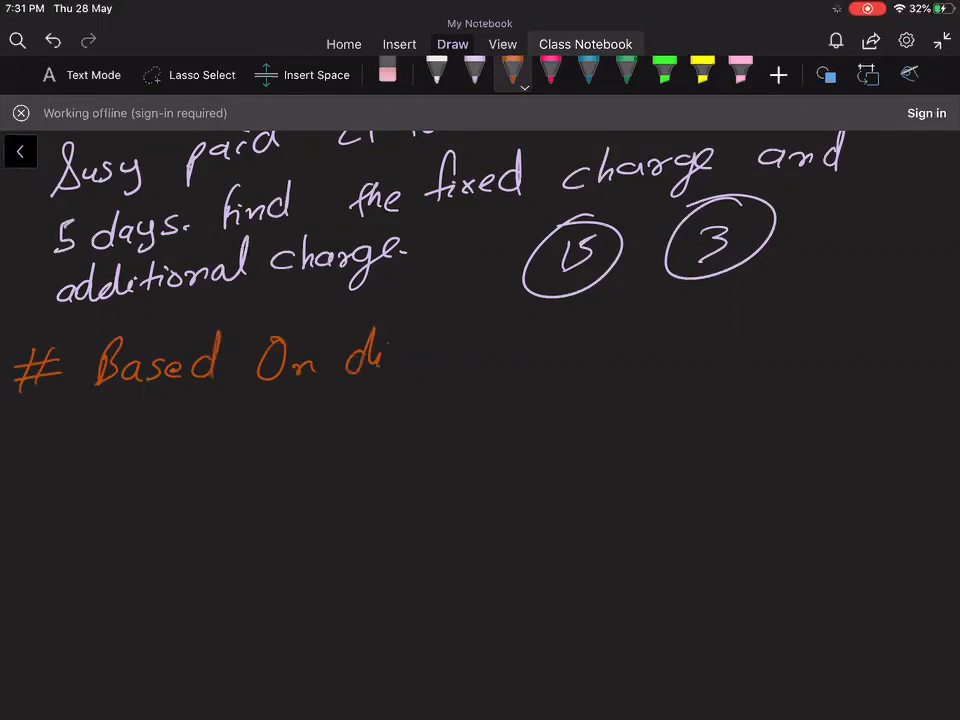 7:31 PM Thu 28 May
32%
My Notebook
Home Insert Draw View Class Notebook
Text Mode Lasso Select Insert Space
Working offline (sign-in required) Sign in
Susy paid
5 days. find the fixed charge and
additional charge. 15 3
# Based On